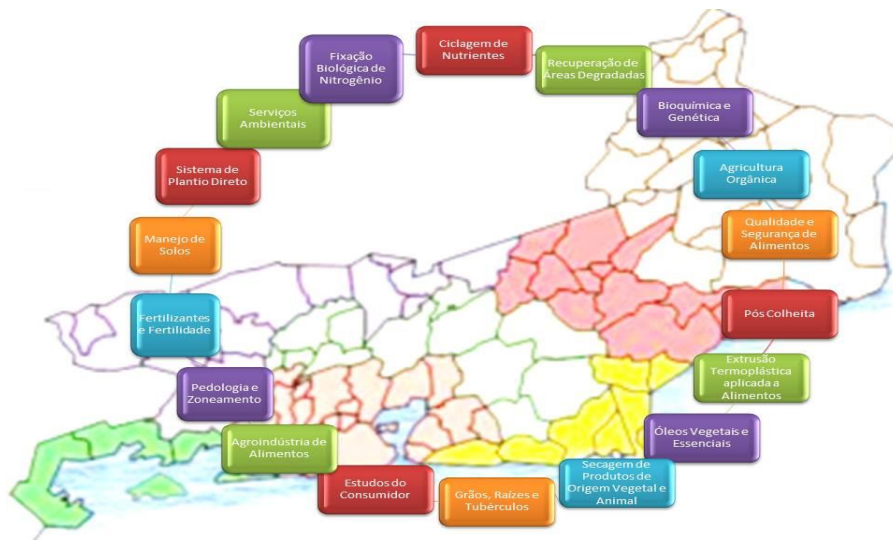 Ciclagem de
Nutrientes
Recuperação de
Áreas Degradadas
Bioquímica e
Genética
Agricultura
Orgânica
Qualidade e
Segurança de
Alimentos
Pós Colheita
Extrusão
Termoplástica
aplicada a
Alimentos
Óleos Vegetais e
Essenciais
Secagem de
Produtos de
Origem Vegetal e
Animal
Grãos, Raízes e
Tubérculos
Estudos do
Consumidor
Agroindústria de
Alimentos
Pedologia e
Zoneamento
Fertilizantes
e Fertilidade
Manejo de
Solos
Sistema de
Plantio Direto
Serviços
Ambientais
Fixação
Biológica de
Nitrogênio